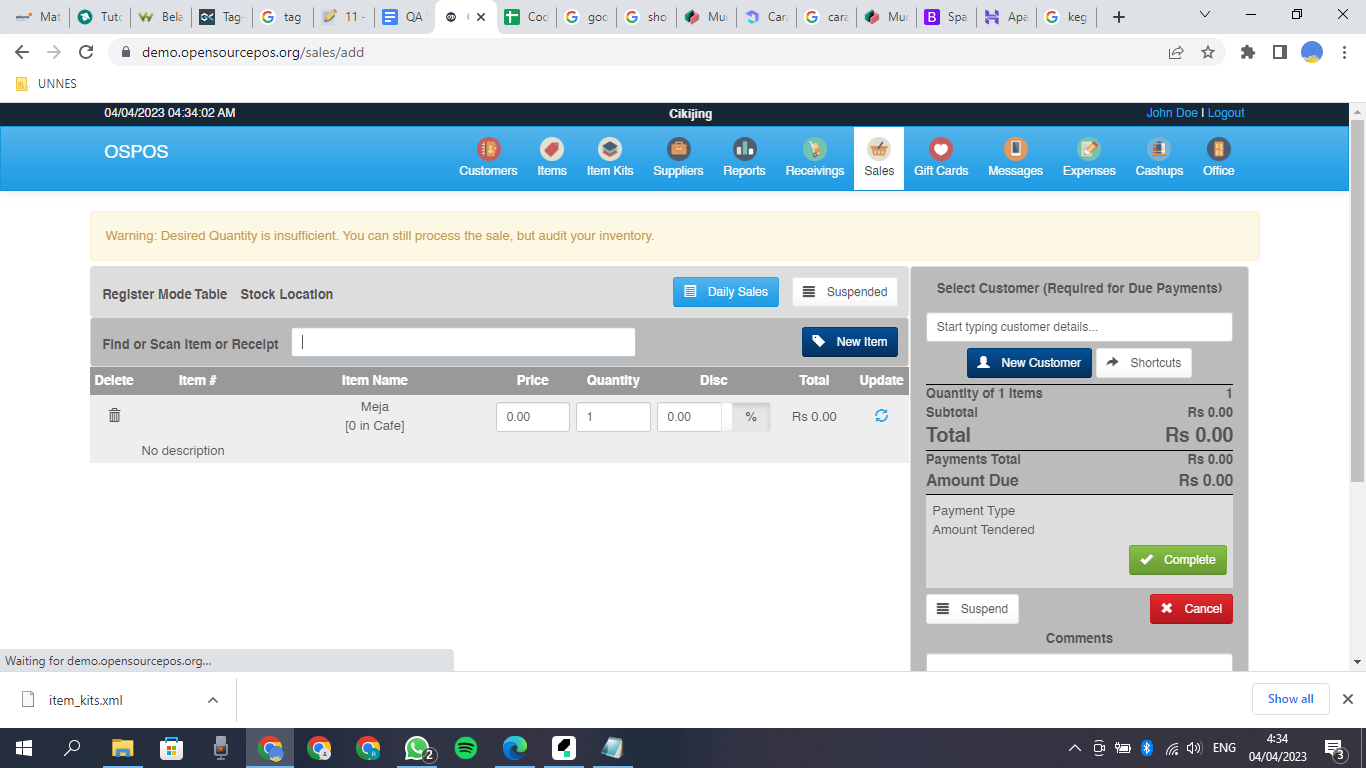 Mat
Tuto
Bela
Tag-
tag
11 -
QA
Cod
goo
sho
Muc
Cara
cara
Muc
Spa
Apa
keg
demo.opensourcepos.org/sales/add
UNNES
04/04/2023 04:34:02 AM
Cikijing
John Doe | Logout
OSPOS
Customers
Items
Item Kits
Suppliers
Reports
Receivings
Sales
Gift Cards
Messages
Expenses
Cashups
Office
Warning: Desired Quantity is insufficient. You can still process the sale, but audit your inventory.
Register Mode Table Stock Location
Daily Sales
Suspended
Find or Scan Item or Receipt
New Item
Delete Item # Item Name Price Quantity Disc Total Update
Meja
[0 in Cafe]
0.00
1
0.00
%
Rs 0.00
No description
Select Customer (Required for Due Payments)
Start typing customer details...
New Customer
Shortcuts
Quantity of 1 Items 1
Subtotal Rs 0.00
Total Rs 0.00
Payments Total Rs 0.00
Amount Due Rs 0.00
Payment Type
Amount Tendered
Complete
Suspend
Cancel
Comments
Waiting for demo.opensourcepos.org...
item_kits.xml
Show all
2
ENG
4:34
04/04/2023
3